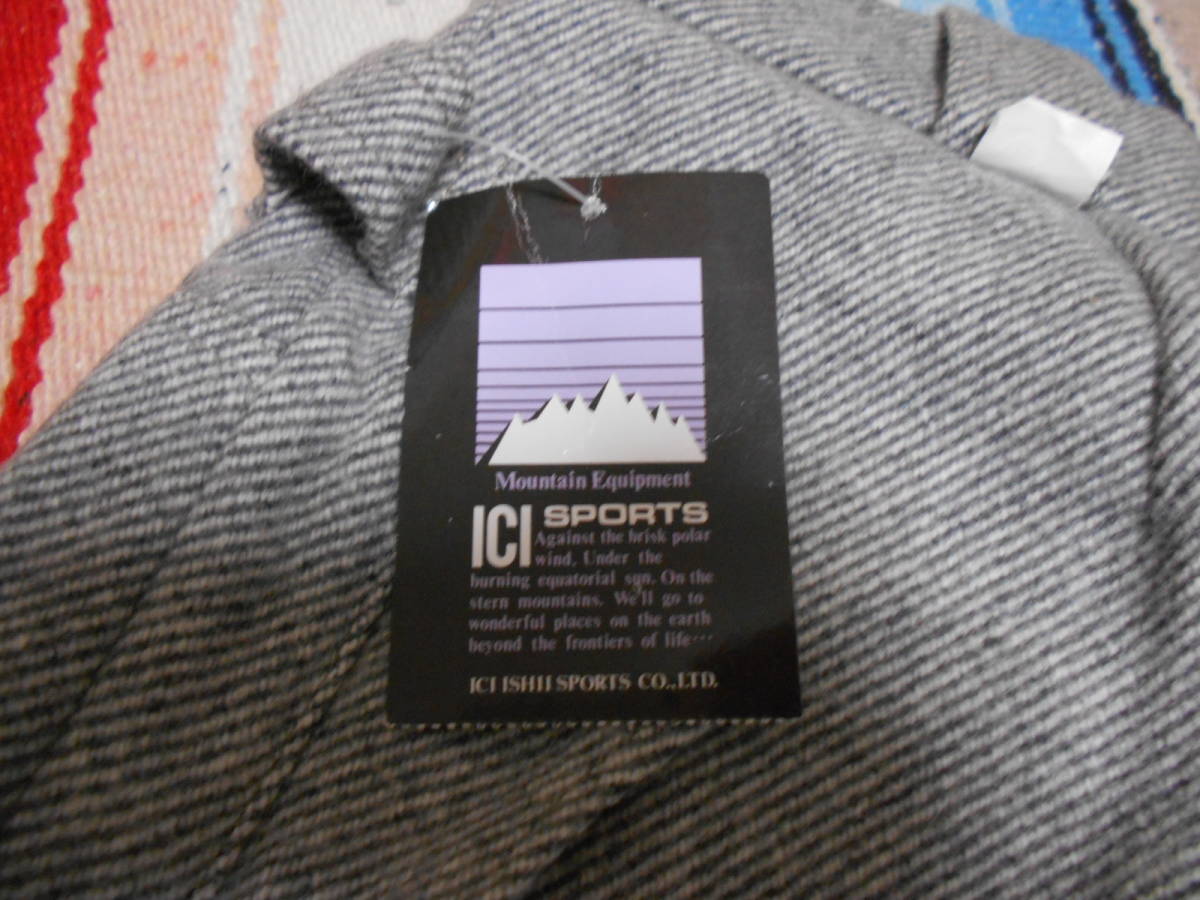 Mountain Equipment
ICI SPORTS
Against the brisk polar
wind, Under the
burning equatorial sun. On the
stern mountains. We'll go to
wonderful places on the earth
beyond the frontiers of life…
ICI ISHII SPORTS CO.,LTD.